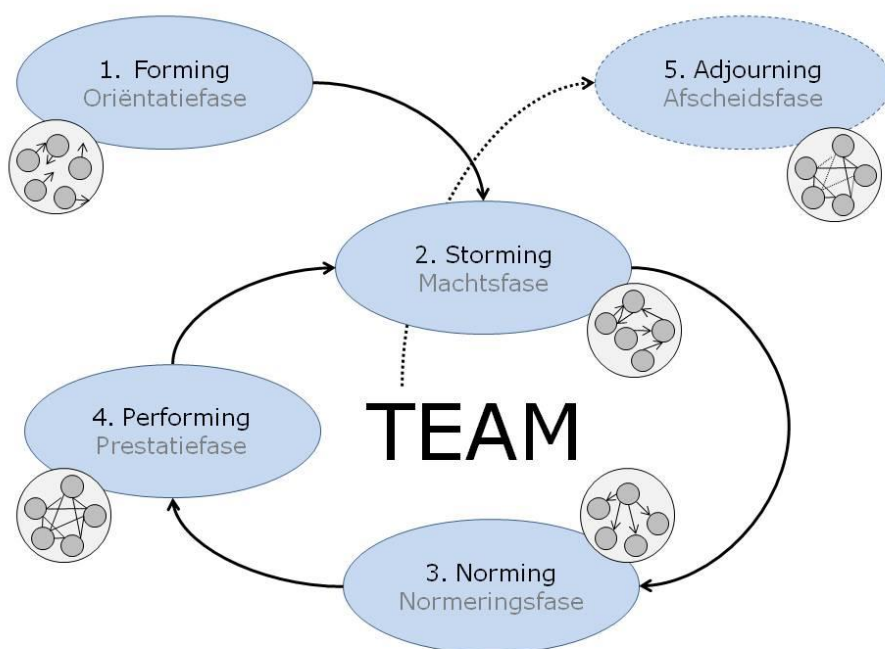 1. Forming
Oriëntatiefase
5. Adjourning
Afscheidsfase
2. Storming
Machtsfase
4. Performing
Prestatiefase
TEAM
3. Norming
Normeringsfase